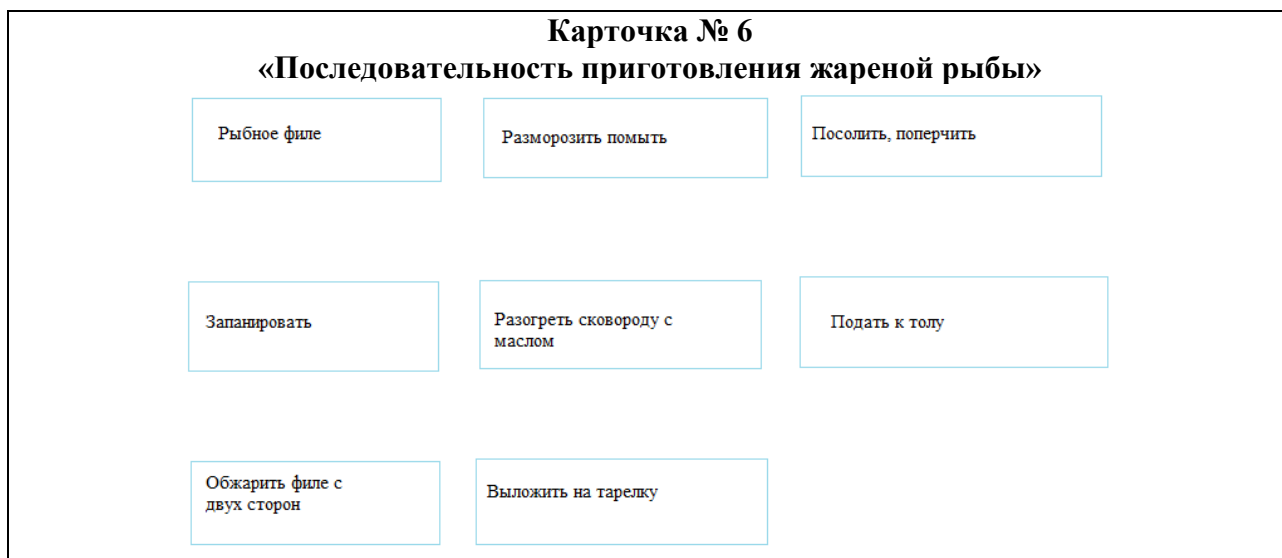 Карточка № 6
«Последовательность приготовления жареной рыбы»
Рыбное филе
Разморозить помыть
Посолить, поперчить
Запанировать
Разогреть сковороду с
маслом
Подать к толу
Обжарить филе с
двух сторон
Выложить на тарелку